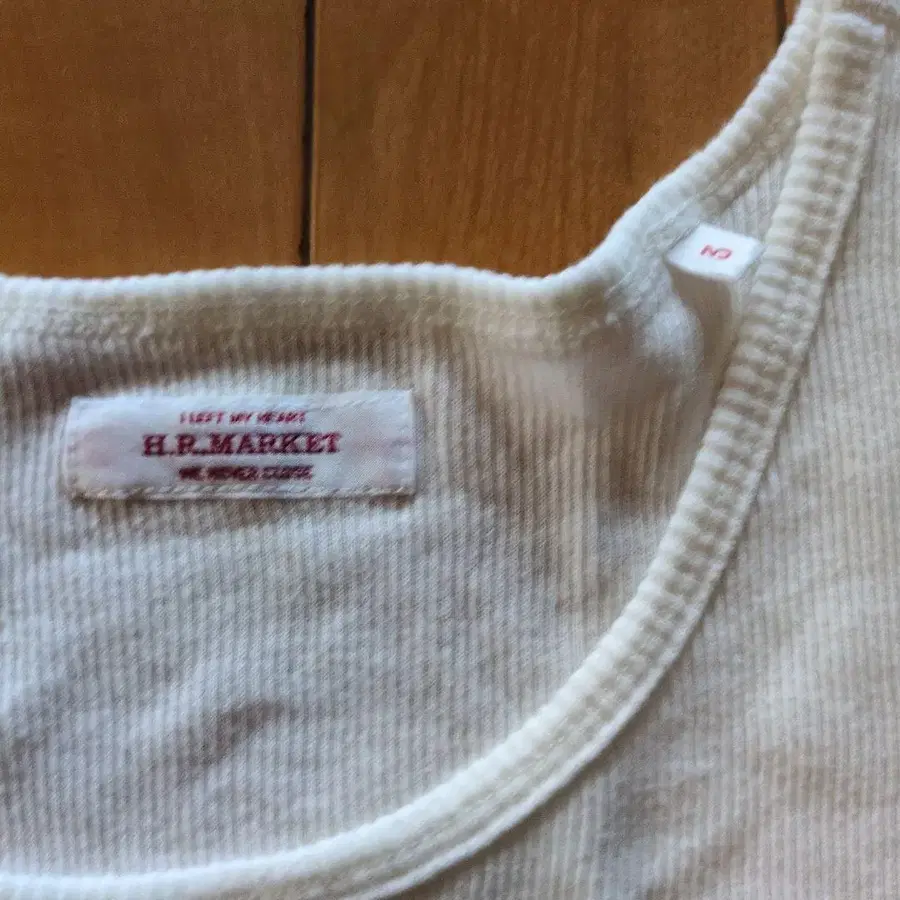 I LEFT MY HEART
H.R.MARKET
WE NEVER CLOSE